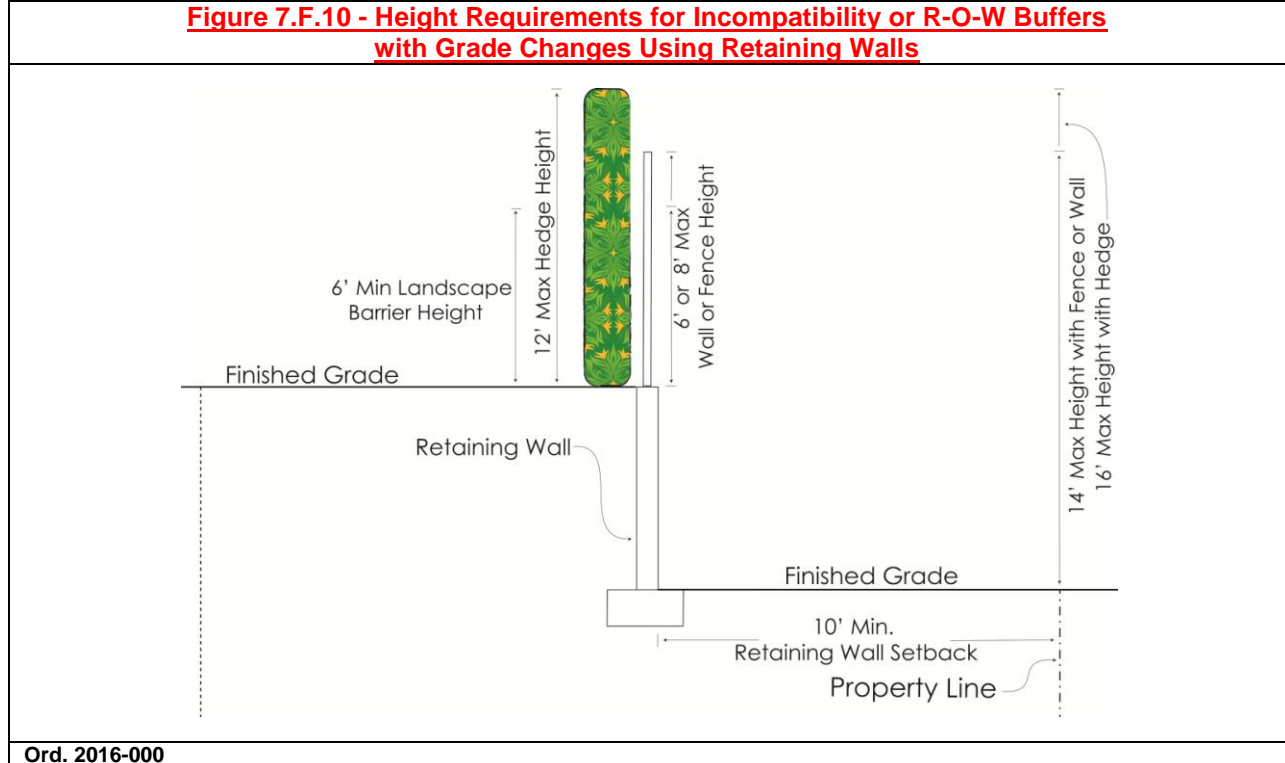 Figure 7.F.10 - Height Requirements for Incompatibility or R-O-W Buffers
with Grade Changes Using Retaining Walls
12' Max Hedge Height
6' Min Landscape
Barrier Height
6' or 8' Max
Wall or Fence Height
14' Max Height with Fence or Wall
16' Max Height with Hedge
Finished Grade
Retaining Wall
Finished Grade
10' Min.
Retaining Wall Setback
Property Line
Ord. 2016-000